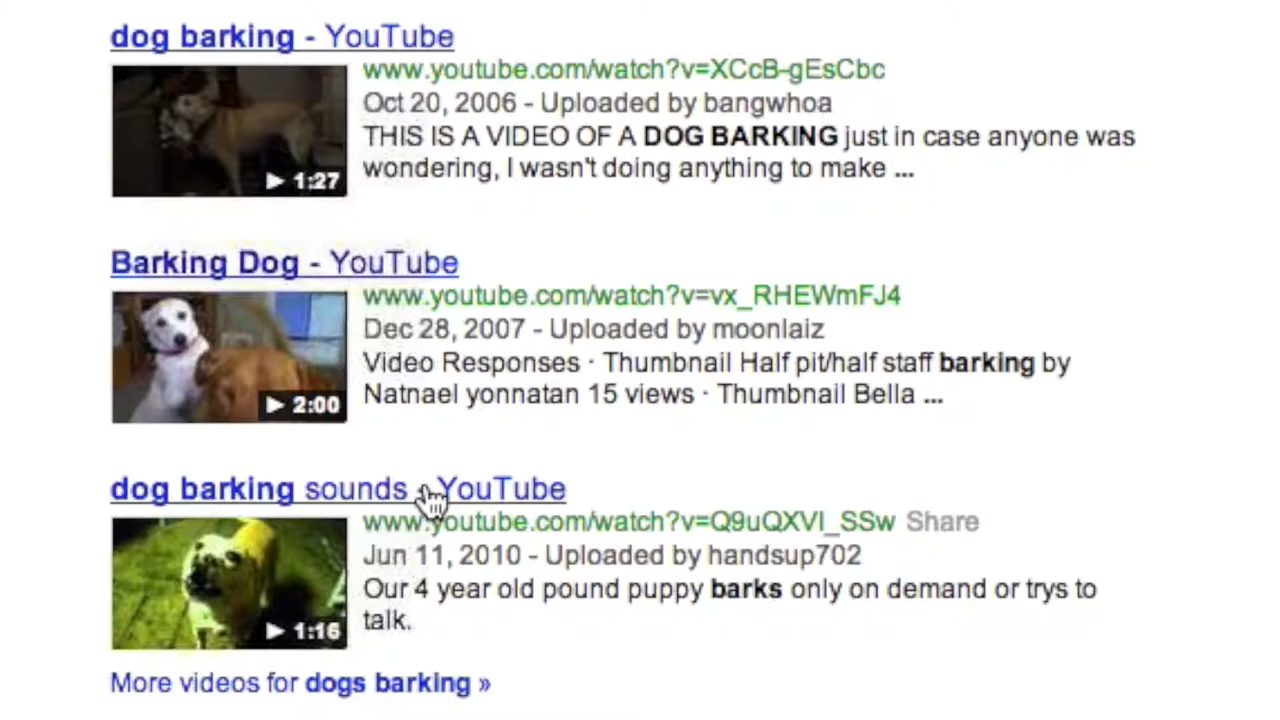 dog barking - YouTube
www.youtube.com/watch?v=XCcB-gEsCbc
Oct 20, 2006 - Uploaded by bangwhoa
THIS IS A VIDEO OF A DOG BARKING just in case anyone was
wondering, I wasn't doing anything to make ...
▶ 1:27
Barking Dog - YouTube
www.youtube.com/watch?v=vx_RHEWmFJ4
Dec 28, 2007 - Uploaded by moonlaiz
Video Responses · Thumbnail Half pit/half staff barking by
Natnael yonnatan 15 views · Thumbnail Bella ...
▶ 2:00
dog barking sounds - YouTube
www.youtube.com/watch?v=Q9uQXVI_SSw Share
Jun 11, 2010 - Uploaded by handsup702
Our 4 year old pound puppy barks only on demand or trys to
talk.
▶ 1:16
More videos for dogs barking »